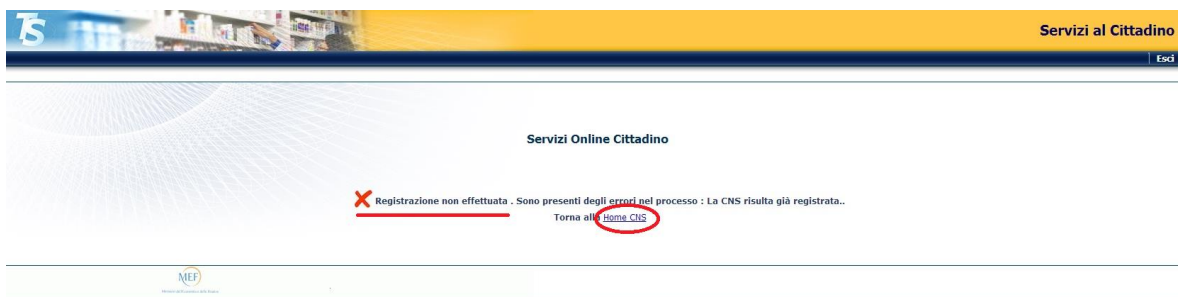 TS
Servizi al Cittadino
Esci
Servizi Online Cittadino
Registrazione non effettuata . Sono presenti degli errori nel processo : La CNS risulta già registrata..
Torna alla Home CNS
MEF